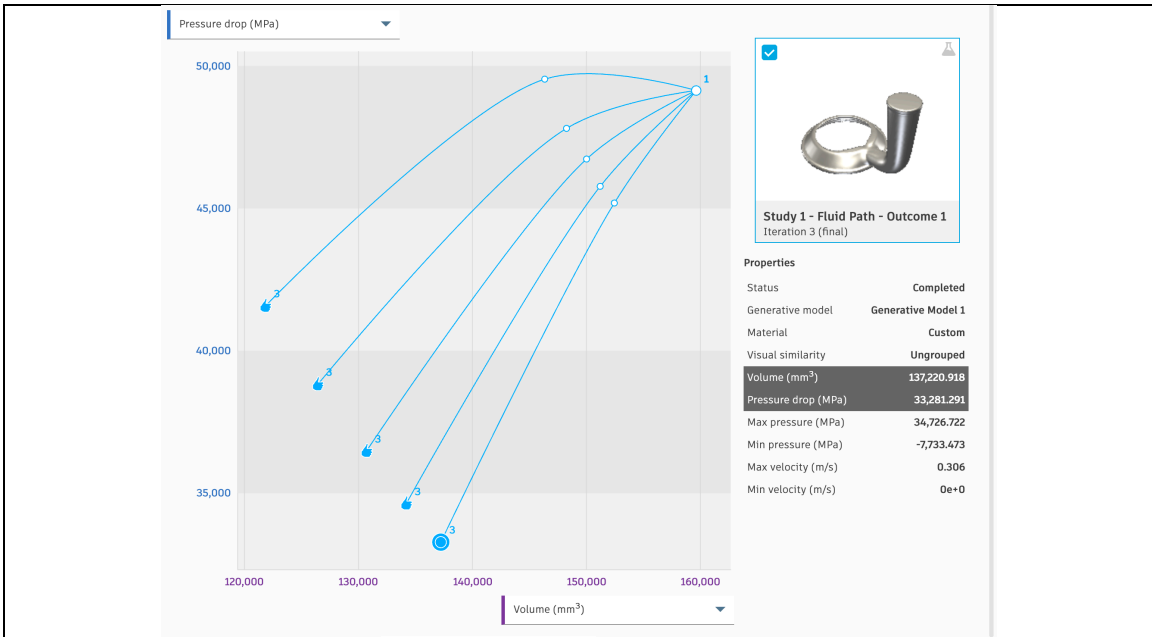 Pressure drop (MPa)
50,000
45,000
40,000
35,000
1
3
3
3
3
3
120,000
130,000
140,000
150,000
160,000
Volume (mm³)
Study 1 - Fluid Path - Outcome 1
Iteration 3 (final)
Properties
Status Completed
Generative model Generative Model 1
Material Custom
Visual similarity Ungrouped
Volume (mm³) 137,220.918
Pressure drop (MPa) 33,281.291
Max pressure (MPa) 34,726.722
Min pressure (MPa) -7,733.473
Max velocity (m/s) 0.306
Min velocity (m/s) 0e+0